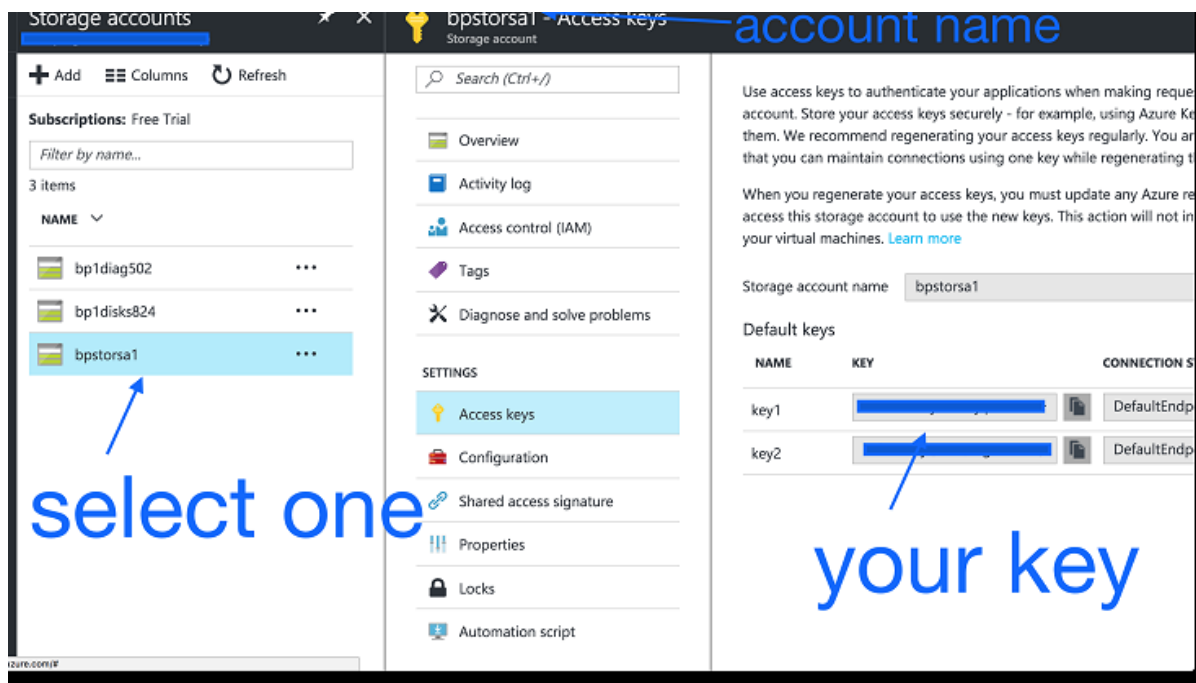 Storage accounts
bpstorsa1 - Access keys
Storage account
account name
Add
Columns
Refresh
Subscriptions: Free Trial
Filter by name...
3 items
NAME
bp1diag502
bp1disks824
bpstorsa1
select one
Search (Ctrl+/)
Overview
Activity log
Access control (IAM)
Tags
Diagnose and solve problems
SETTINGS
Access keys
Configuration
Shared access signature
Properties
Locks
Automation script
Use access keys to authenticate your applications when making reque
account. Store your access keys securely - for example, using Azure Ke
them. We recommend regenerating your access keys regularly. You ar
that you can maintain connections using one key while regenerating t
When you regenerate your access keys, you must update any Azure re
access this storage account to use the new keys. This action will not in
your virtual machines. Learn more
Storage account name bpstorsa1
Default keys
NAME KEY CONNECTION S
key1 DefaultEndp
key2 DefaultEndp
your key
zure.com/#